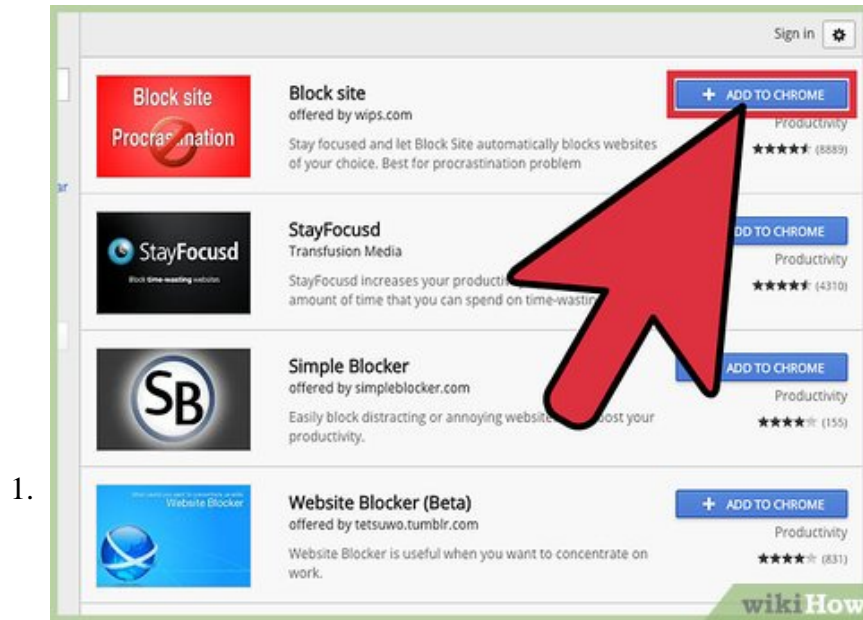 Sign in
Block site
Procrastination
Block site
offered by wips.com
Stay focused and let Block Site automatically blocks websites
of your choice. Best for procrastination problem
+ ADD TO CHROME
Productivity
(8889)
ar
StayFocusd
Block time-wasting websites
StayFocusd
Transfusion Media
StayFocusd increases your
amount of time that you can spend on
ADD TO CHROME
Productivity
(4310)
SB
Simple Blocker
offered by simpleblocker.com
Easily block distracting or annoying your
productivity.
ADD TO CHROME
Productivity
(155)
1.
Website Blocker
Website Blocker (Beta)
offered by tetsuwo.tumblr.com
Website Blocker is useful when you want to concentrate on
work.
+ ADD TO CHROME
Productivity
(831)
wikiHow